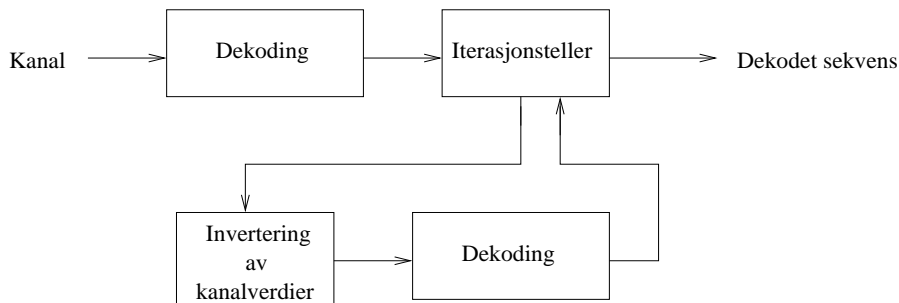 Kanal
Dekoding
Iterasjonsteller
Dekodet sekvens
Invertering
av
kanalverdier
Dekoding